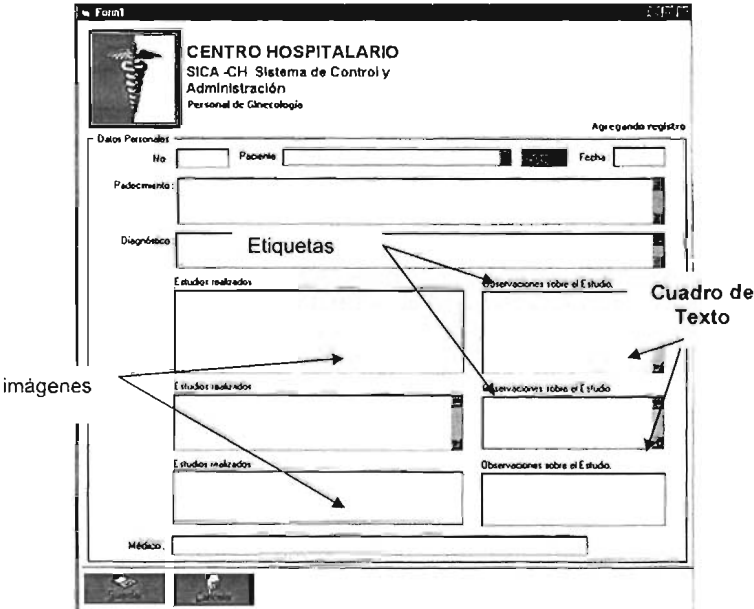 Form1
CENTRO HOSPITALARIO
SICA -CH Sistema de Control y
Administración
Personal de Ginecología
Agregando registro
Datos Personales
No
Paciente
Fecha
Padecimiento :
Diagnóstico
Etiquetas
Estudios realizados
Observaciones sobre el Estudio.
Cuadro de
Texto
imágenes
Estudios realizados
Observaciones sobre el Estudio
Estudios realizados
Observaciones sobre el Estudio.
Médico :
Cancelar